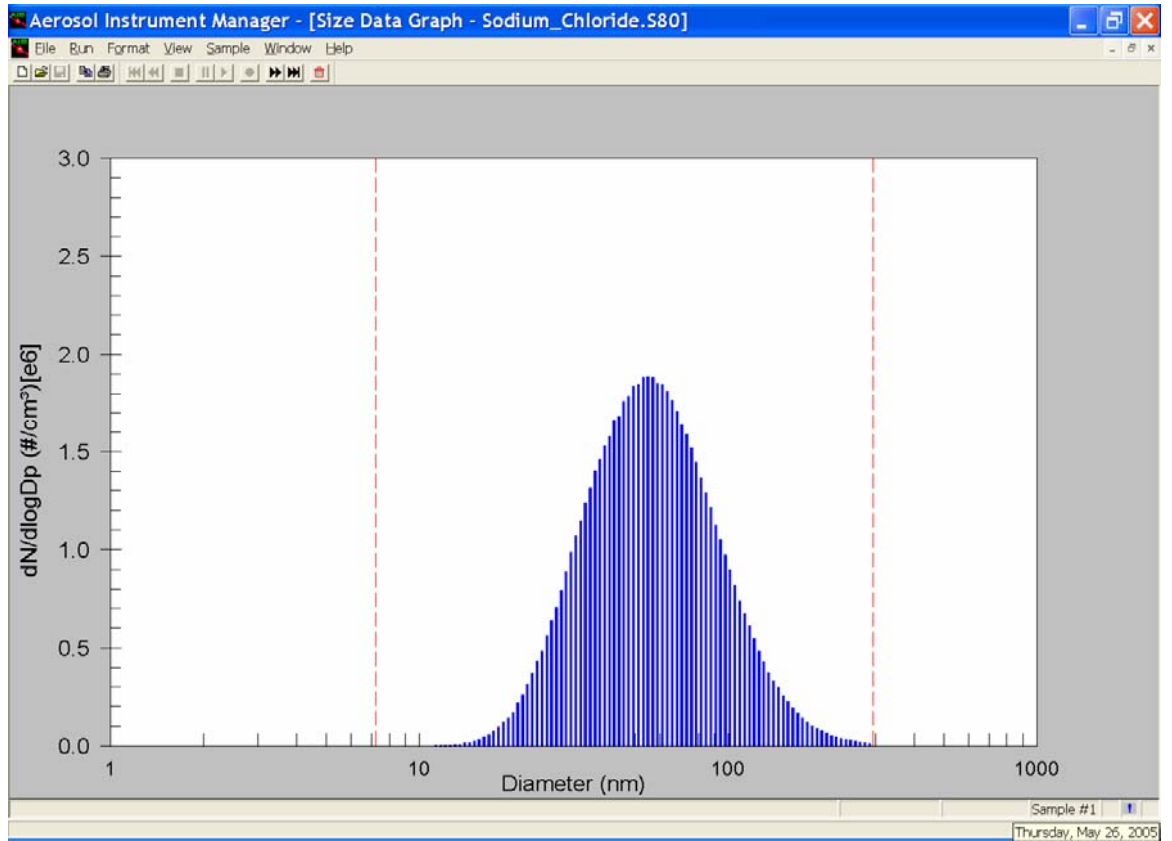 Aerosol Instrument Manager - [Size Data Graph - Sodium_Chloride.S80]
File Run Format View Sample Window Help
3.0
2.5
2.0
1.5
1.0
0.5
0.0
dN/dlogDp (#/cm³)[e6]
1 10 100 1000
Diameter (nm)
Sample #1
Thursday, May 26, 2005